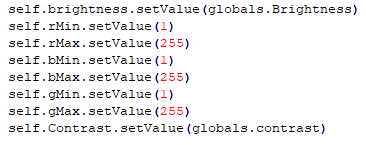 self.brightness.setValue(globals.Brightness)
self.rMin.setValue(1)
self.rMax.setValue(255)
self.bMin.setValue(1)
self.bMax.setValue(255)
self.gMin.setValue(1)
self.gMax.setValue(255)
self.Contrast.setValue(globals.contrast)